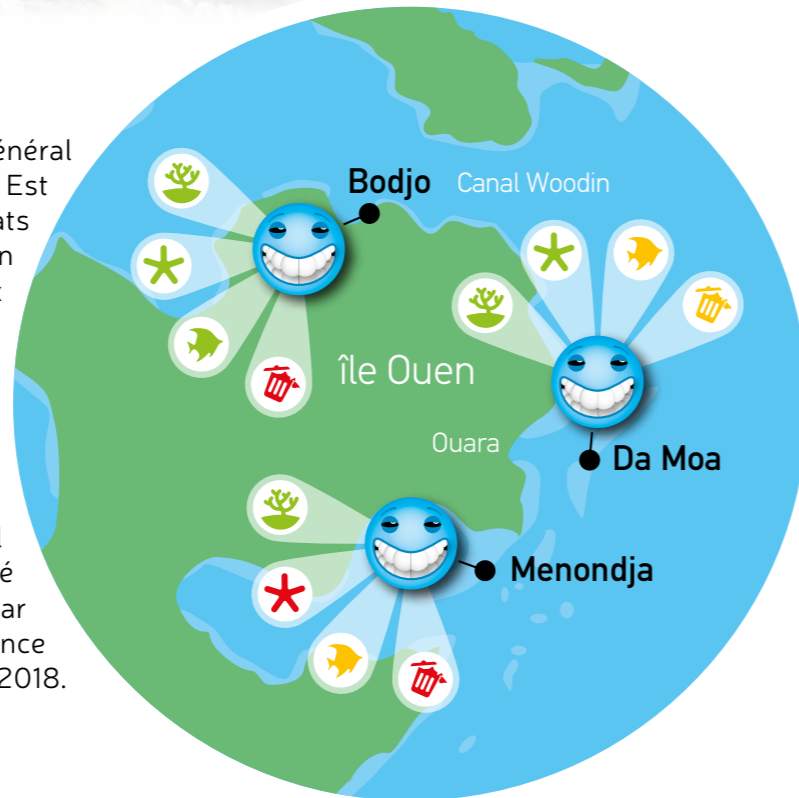 énéral
Est
ats
n
é
ar
nce
2018.
Bodjo
Canal Woodin
île Ouen
Ouara
Da Moa
Menondja